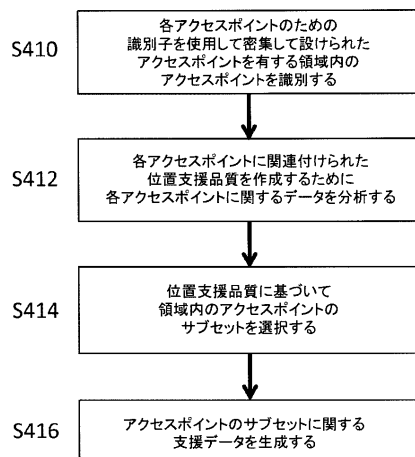 S410
各アクセスポイントのための
識別子を使用して密集して設けられた
アクセスポイントを有する領域内の
アクセスポイントを識別する
S412
各アクセスポイントに関連付けられた
位置支援品質を作成するために
各アクセスポイントに関するデータを分析する
S414
位置支援品質に基づいて
領域内のアクセスポイントの
サブセットを選択する
S416
アクセスポイントのサブセットに関する
支援データを生成する